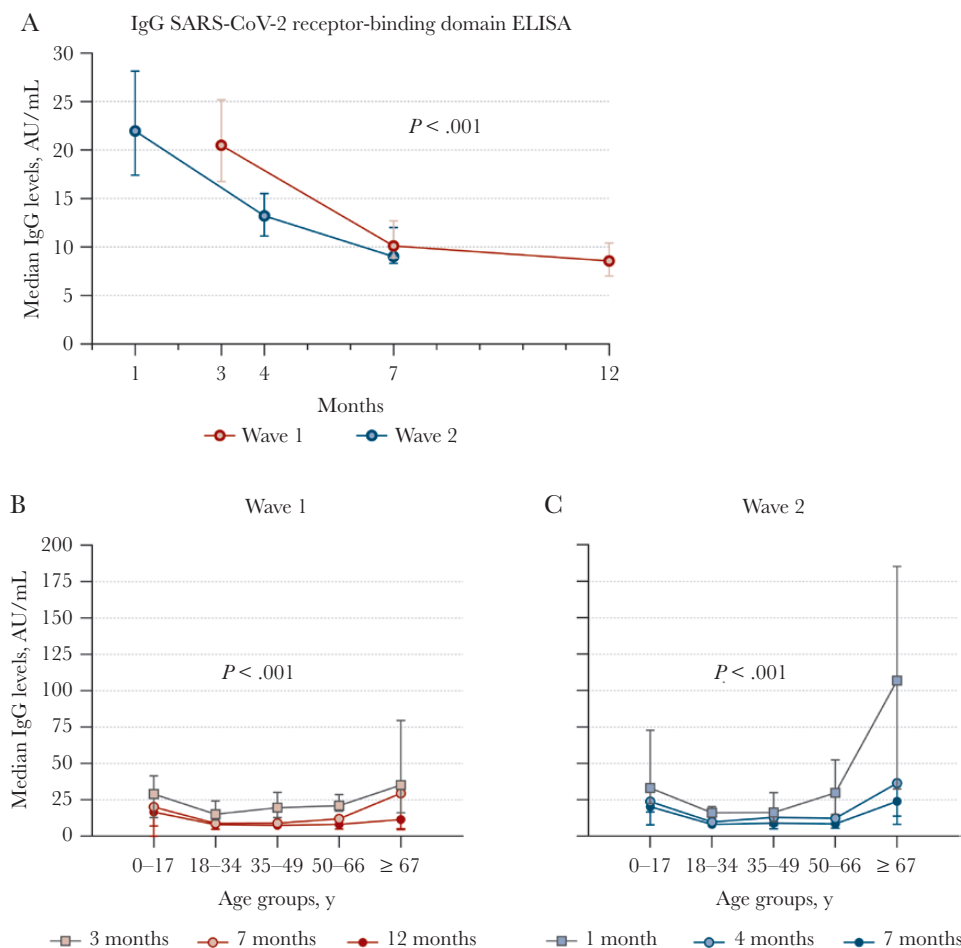 A
IgG SARS-CoV-2 receptor-binding domain ELISA
Median IgG levels, AU/mL
30
25
20
15
10
5
0
P < .001
1 3 4 7 12
Months
Wave 1 Wave 2
B Wave 1
Median IgG levels, AU/mL
200
175
150
125
100
75
50
25
0
P < .001
0–17 18–34 35–49 50–66 ≥ 67
Age groups, y
3 months 7 months 12 months
C Wave 2
P < .001
0–17 18–34 35–49 50–66 ≥ 67
Age groups, y
1 month 4 months 7 months